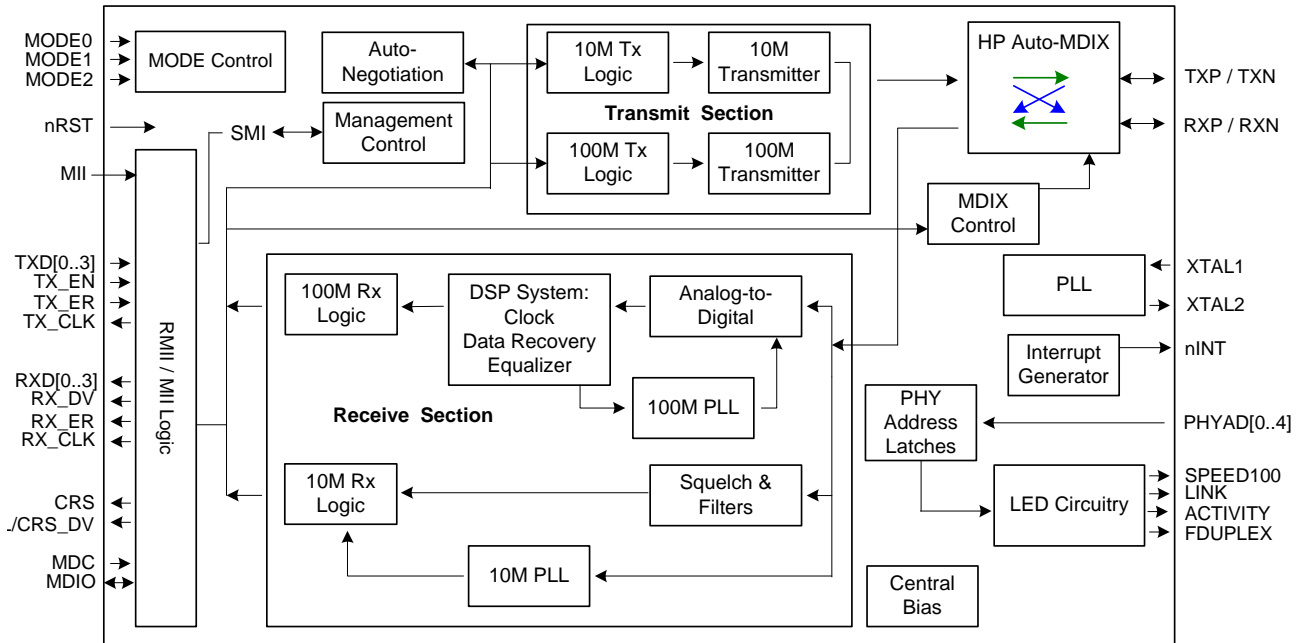 MODE0
MODE1
MODE2
MODE Control
Auto-
Negotiation
10M Tx
Logic
10M
Transmitter
HP Auto-MDIX
TXP / TXN
RXP / RXN
nRST
SMI
Management
Control
Transmit Section
100M Tx
Logic
100M
Transmitter
MII
MDIX
Control
TXD[0..3]
TX_EN
TX_ER
TX_CLK
RMII / MII Logic
100M Rx
Logic
DSP System:
Clock
Data Recovery
Equalizer
Analog-to-
Digital
PLL
XTAL1
XTAL2
RXD[0..3]
RX_DV
RX_ER
RX_CLK
Receive Section
100M PLL
Interrupt
Generator
nINT
PHY
Address
Latches
PHYAD[0..4]
10M Rx
Logic
Squelch &
Filters
LED Circuitry
SPEED100
LINK
ACTIVITY
FDUPLEX
CRS
/CRS_DV
MDC
MDIO
10M PLL
Central
Bias